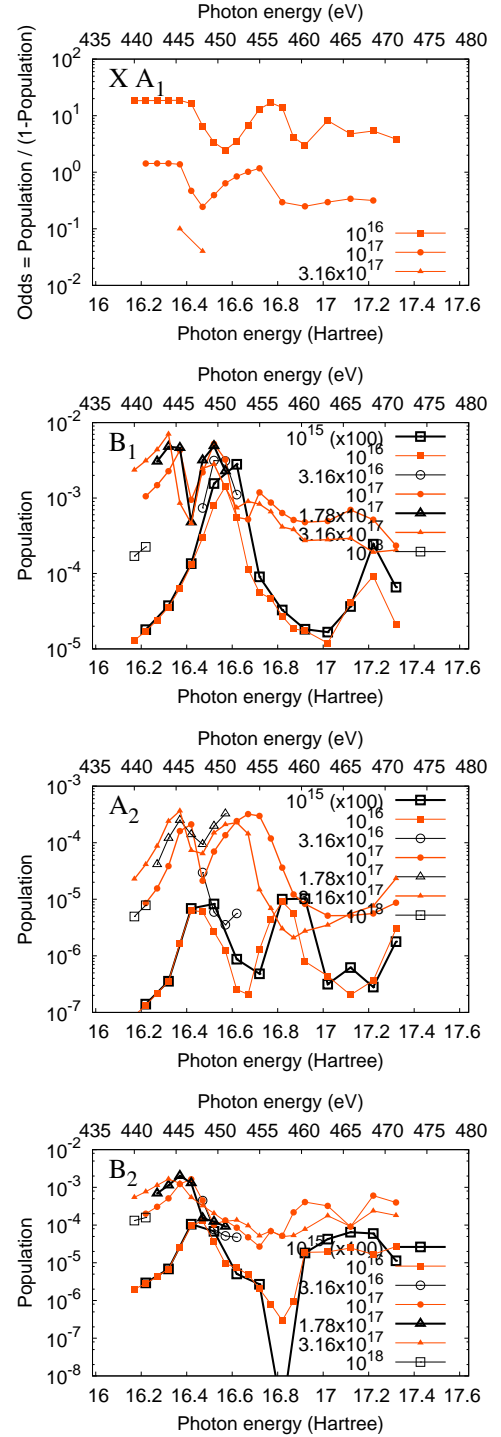 Photon energy (eV)
440 445 450 455 460 465 470 475 480
Odds = Population / (1-Population)
10^2
10^1
10^0
10^-1
10^-2
X A_1
10^16
10^17
3.16x10^17
16 16.2 16.4 16.6 16.8 17 17.2 17.4 17.6
Photon energy (Hartree)
Photon energy (eV)
440 445 450 455 460 465 470 475 480
Population
10^-2
10^-3
10^-4
10^-5
B_1
10^15 (x100)
10^16
3.16x10^16
10^17
1.78x10^17
3.16x10^17
10^18
16 16.2 16.4 16.6 16.8 17 17.2 17.4 17.6
Photon energy (Hartree)
Photon energy (eV)
440 445 450 455 460 465 470 475 480
Population
10^-3
10^-4
10^-5
10^-6
10^-7
A_2
10^15 (x100)
10^16
3.16x10^16
10^17
1.78x10^17
3.16x10^17
10^18
16 16.2 16.4 16.6 16.8 17 17.2 17.4 17.6
Photon energy (Hartree)
Photon energy (eV)
440 445 450 455 460 465 470 475 480
Population
10^-2
10^-3
10^-4
10^-5
10^-6
10^-7
10^-8
B_2
10^15 (x100)
10^16
3.16x10^16
10^17
1.78x10^17
3.16x10^17
10^18
16 16.2 16.4 16.6 16.8 17 17.2 17.4 17.6
Photon energy (Hartree)